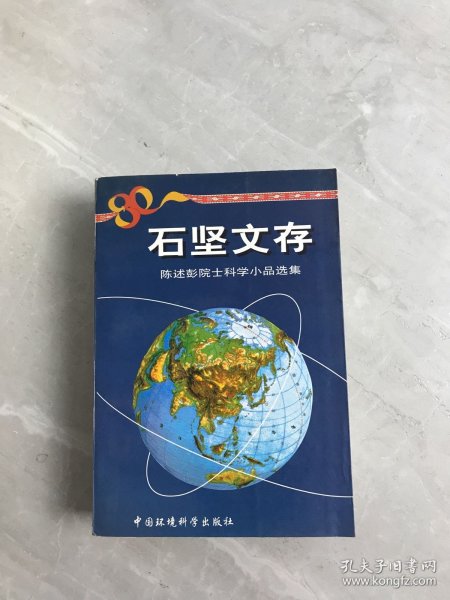 80
石坚文存
陈述彭院士科学小品选集
中国环境科学出版社
孔夫子旧书网
www.kongfz.com